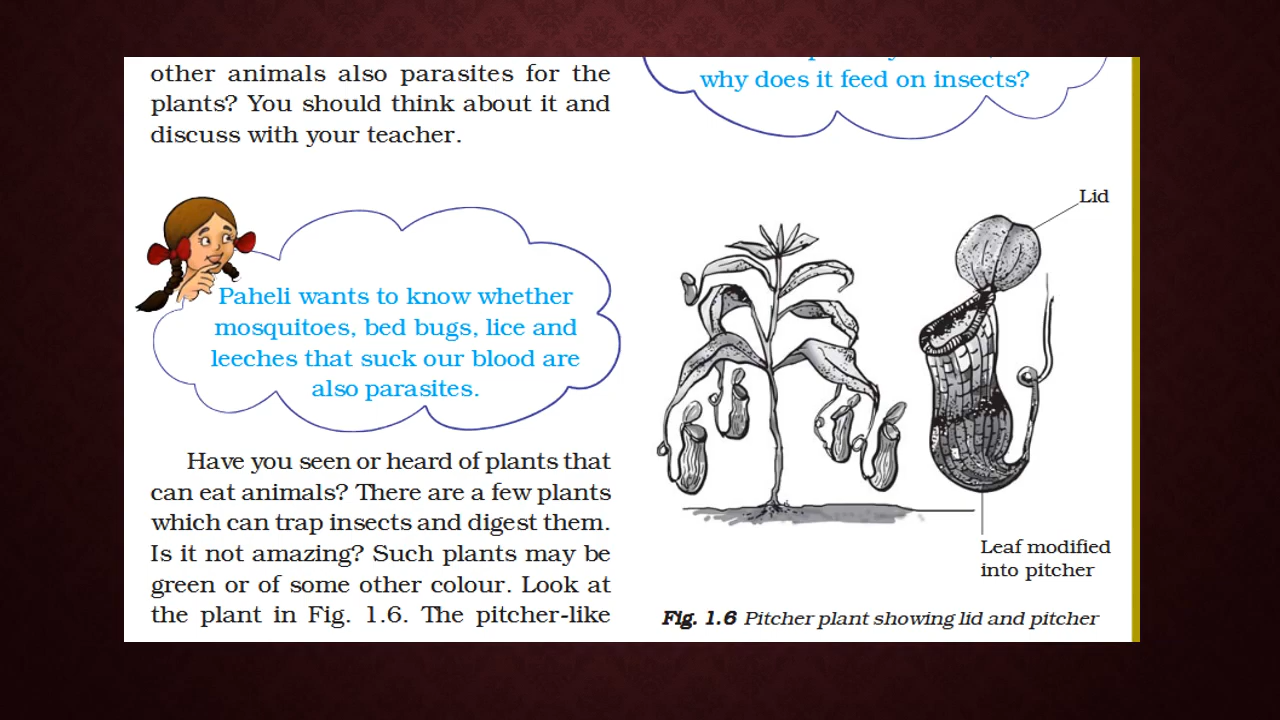 other animals also parasites for the
plants? You should think about it and
discuss with your teacher.
Paheli wants to know whether
mosquitoes, bed bugs, lice and
leeches that suck our blood are
also parasites.
Have you seen or heard of plants that
can eat animals? There are a few plants
which can trap insects and digest them.
Is it not amazing? Such plants may be
green or of some other colour. Look at
the plant in Fig. 1.6. The pitcher-like
why does it feed on insects?
Lid
Leaf modified
into pitcher
Fig. 1.6 Pitcher plant showing lid and pitcher